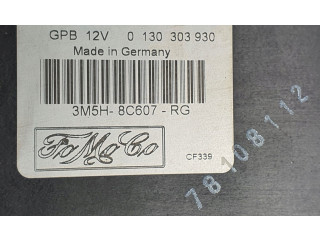 GPB 12V 0 130 303 930
Made in Germany
3M5H-8C607-RG
FoMoCo
CF339
78108112